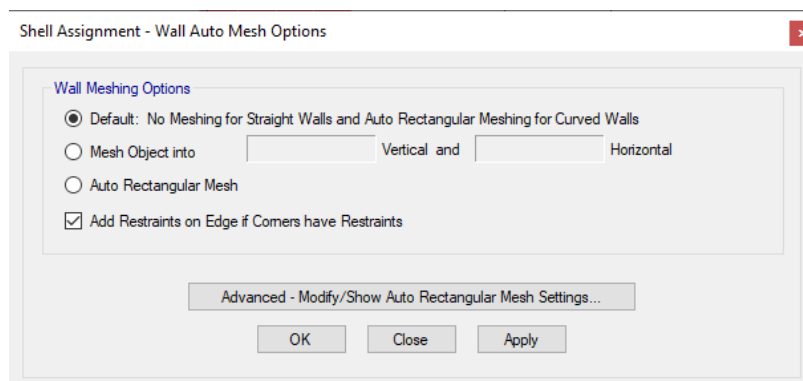 Shell Assignment - Wall Auto Mesh Options
Wall Meshing Options
Default: No Meshing for Straight Walls and Auto Rectangular Meshing for Curved Walls
Mesh Object into Vertical and Horizontal
Auto Rectangular Mesh
Add Restraints on Edge if Corners have Restraints
Advanced - Modify/Show Auto Rectangular Mesh Settings...
OK Close Apply